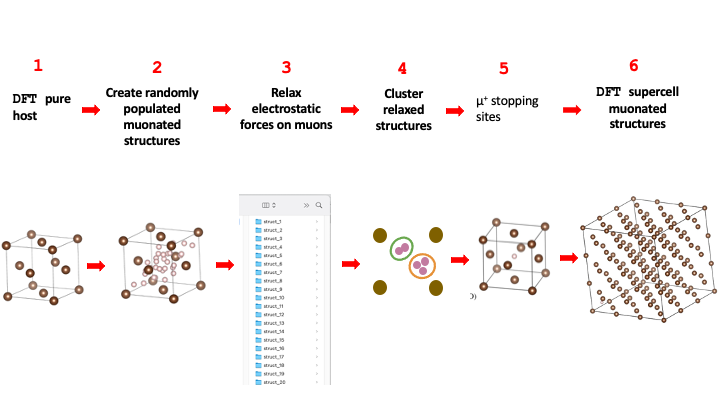 1
DFT pure
host
2
Create randomly
populated
muonated
structures
3
Relax
electrostatic
forces on muons
4
Cluster
relaxed
structures
5
μ⁺ stopping
sites
6
DFT supercell
muonated
structures
struct_1
struct_2
struct_3
struct_4
struct_5
struct_6
struct_7
struct_8
struct_9
struct_10
struct_11
struct_12
struct_13
struct_14
struct_15
struct_16
struct_17
struct_18
struct_19
struct_20